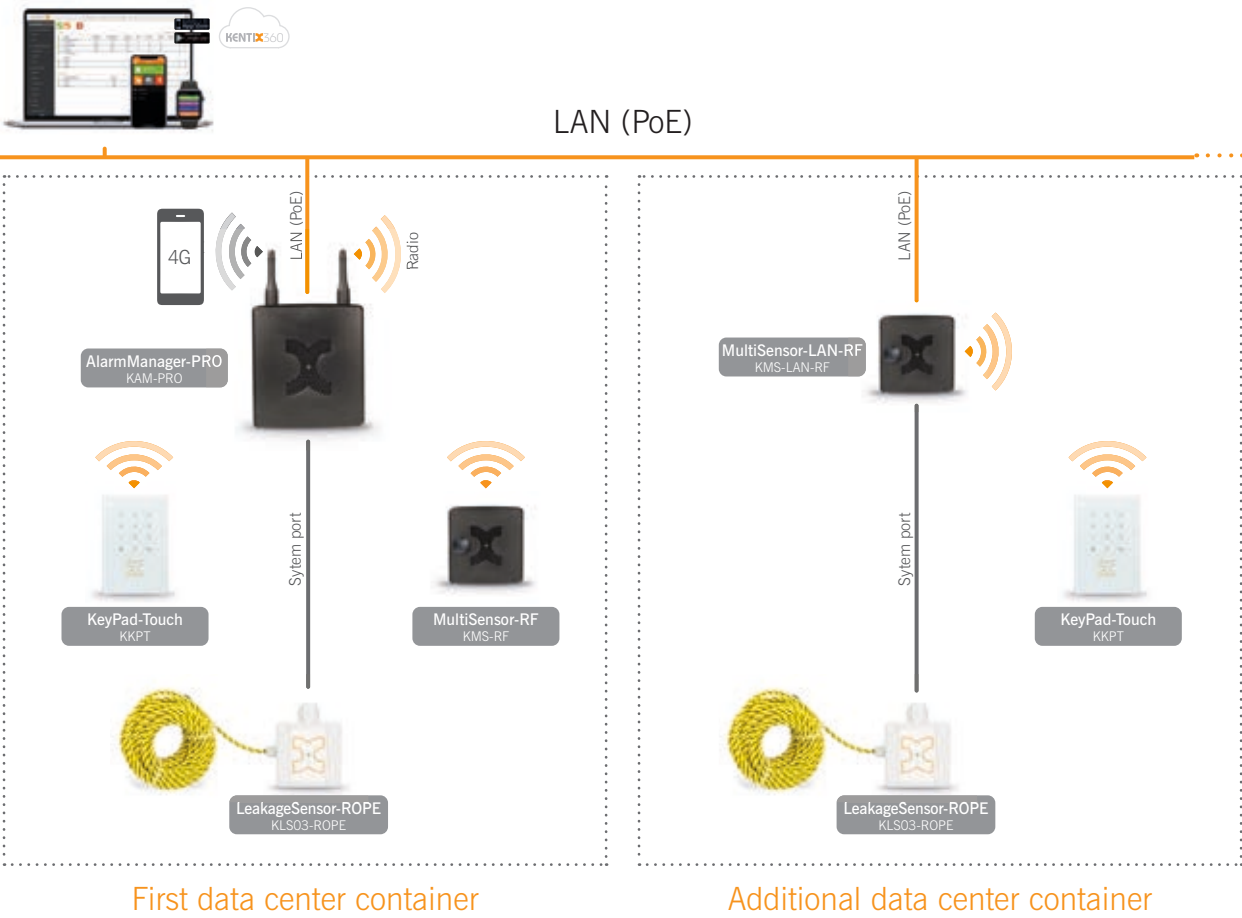 KENTIX360
LAN (PoE)
4G
LAN (PoE)
Radio
AlarmManager-PRO
KAM-PRO
Sytem port
KeyPad-Touch
KKPT
MultiSensor-RF
KMS-RF
LeakageSensor-ROPE
KLS03-ROPE
First data center container
LAN (PoE)
MultiSensor-LAN-RF
KMS-LAN-RF
Sytem port
KeyPad-Touch
KKPT
LeakageSensor-ROPE
KLS03-ROPE
Additional data center container